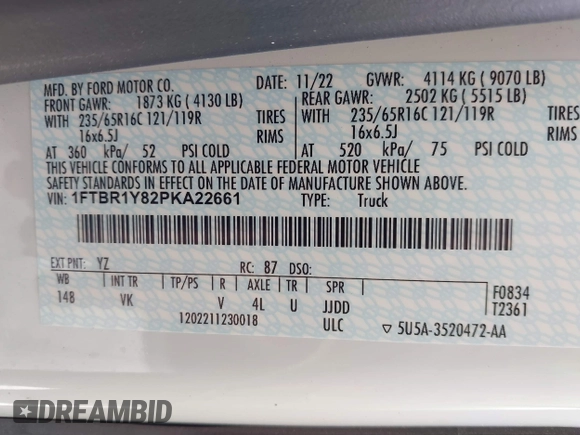 MFD. BY FORD MOTOR CO. DATE: 11/22 GVWR: 4114 KG ( 9070 LB)
FRONT GAWR: 1873 KG ( 4130 LB) REAR GAWR: 2502 KG ( 5515 LB)
WITH 235/65R16C 121/119R TIRES WITH 235/65R16C 121/119R TIRES
16x6.5J RIMS 16x6.5J RIMS
AT 360 kPa/ 52 PSI COLD AT 520 kPa/ 75 PSI COLD
THIS VEHICLE CONFORMS TO ALL APPLICABLE FEDERAL MOTOR VEHICLE
SAFETY STANDARDS IN EFFECT ON THE DATE OF MANUFACTURE SHOWN ABOVE.
VIN: 1FTBR1Y82PKA22661 TYPE: Truck
EXT PNT: YZ RC: 87 DSO:
WB INT TR TP/PS R AXLE TR SPR F0834
148 VK V 4L U JJDD T2361
1202211230018 ULC ▽ 5U5A-3520472-AA
DREAMBID